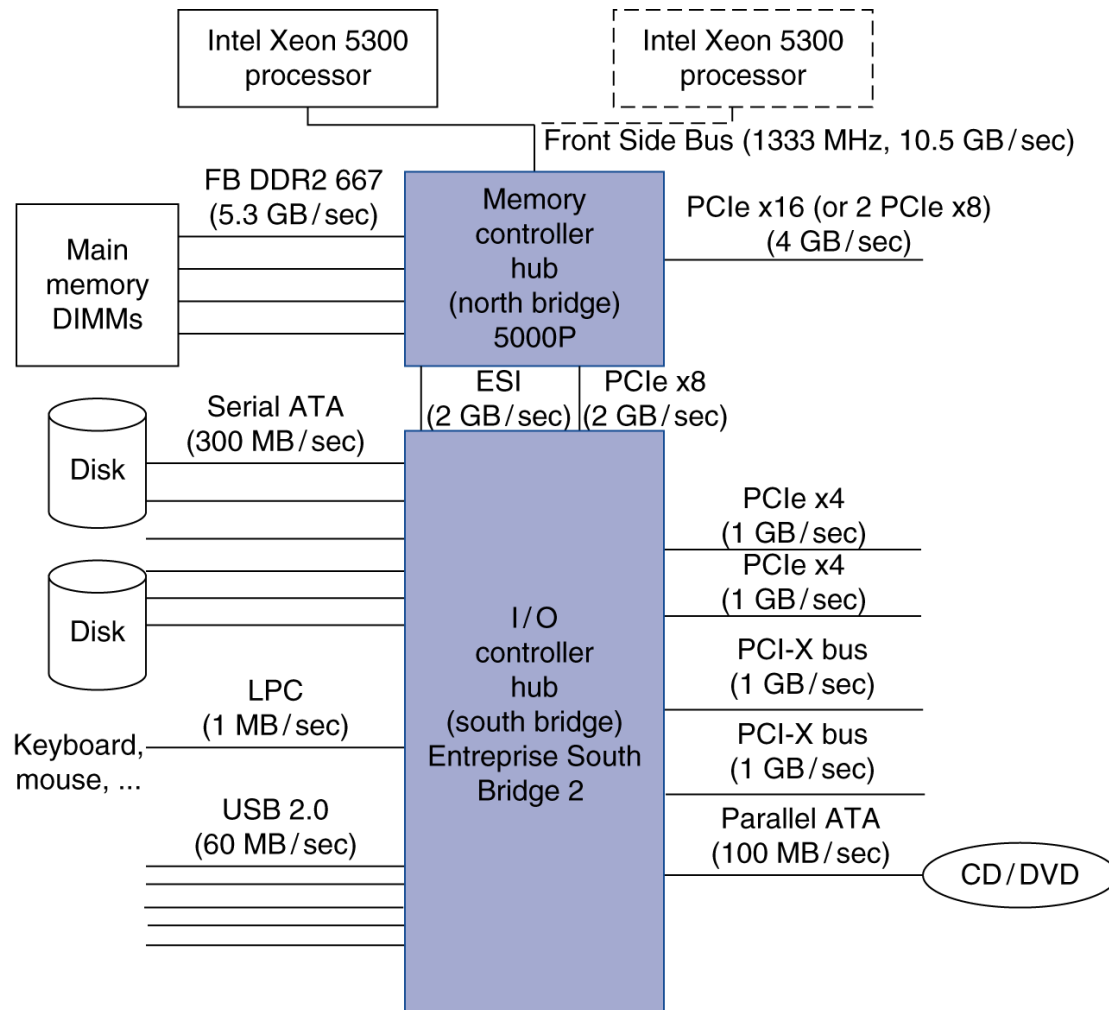 Intel Xeon 5300
processor
Intel Xeon 5300
processor
Front Side Bus (1333 MHz, 10.5 GB/sec)
FB DDR2 667
(5.3 GB/sec)
Main
memory
DIMMs
Memory
controller
hub
(north bridge)
5000P
PCIe x16 (or 2 PCIe x8)
(4 GB/sec)
ESI
(2 GB/sec)
PCIe x8
(2 GB/sec)
Serial ATA
(300 MB/sec)
Disk
Disk
LPC
(1 MB/sec)
Keyboard,
mouse, ...
USB 2.0
(60 MB/sec)
I/O
controller
hub
(south bridge)
Entreprise South
Bridge 2
PCIe x4
(1 GB/sec)
PCIe x4
(1 GB/sec)
PCI-X bus
(1 GB/sec)
PCI-X bus
(1 GB/sec)
Parallel ATA
(100 MB/sec)
CD/DVD